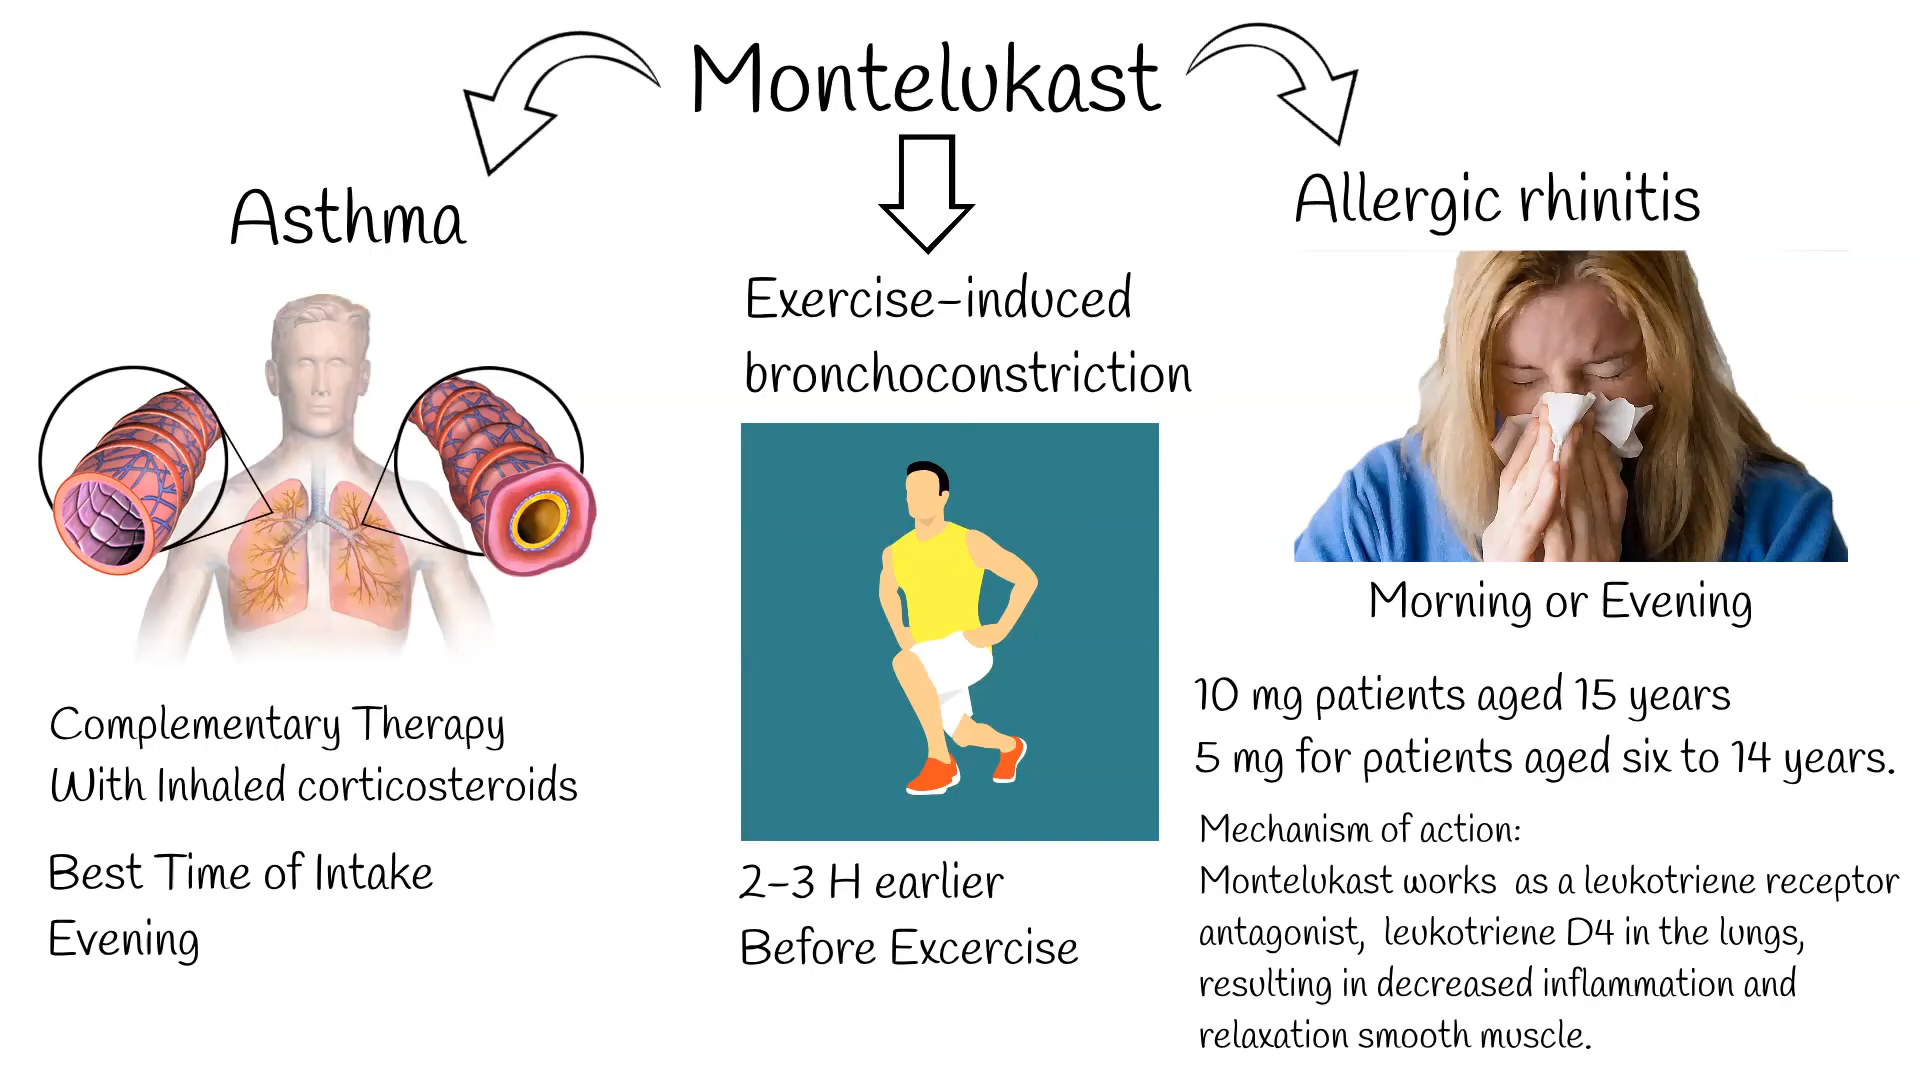 Montelukast
Asthma
Complementary Therapy
With Inhaled corticosteroids
Best Time of Intake
Evening
Exercise-induced
bronchoconstriction
2-3 H earlier
Before Excercise
Allergic rhinitis
Morning or Evening
10 mg patients aged 15 years
5 mg for patients aged six to 14 years.
Mechanism of action:
Montelukast works as a leukotriene receptor
antagonist, leukotriene D4 in the lungs,
resulting in decreased inflammation and
relaxation smooth muscle.